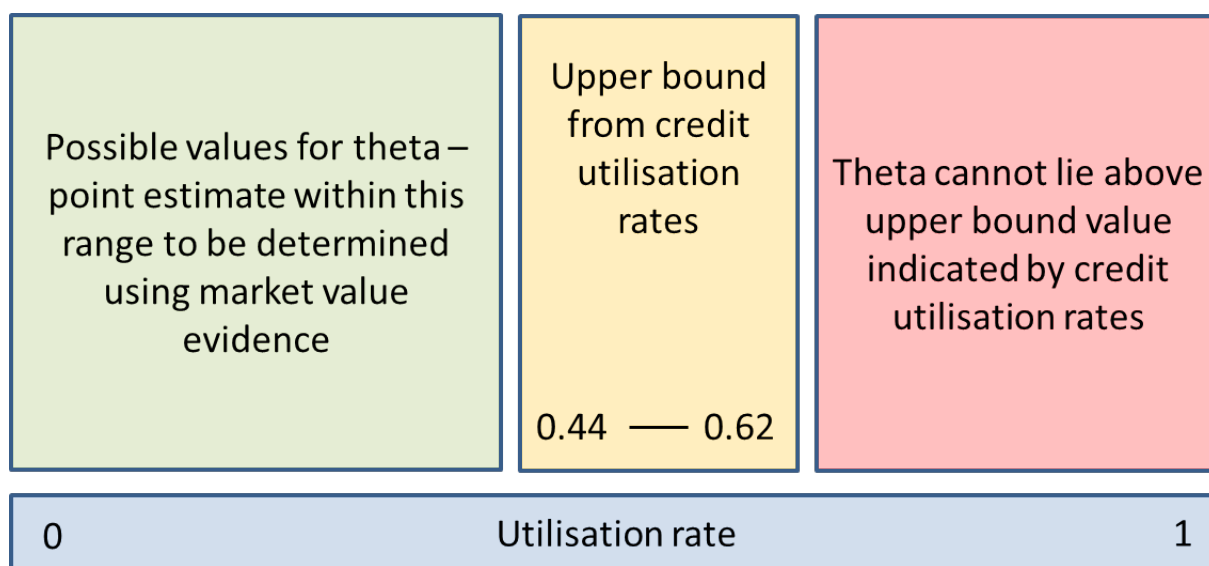 Possible values for theta –
point estimate within this
range to be determined
using market value
evidence
Upper bound
from credit
utilisation
rates
0.44 — 0.62
Theta cannot lie above
upper bound value
indicated by credit
utilisation rates
0 Utilisation rate 1